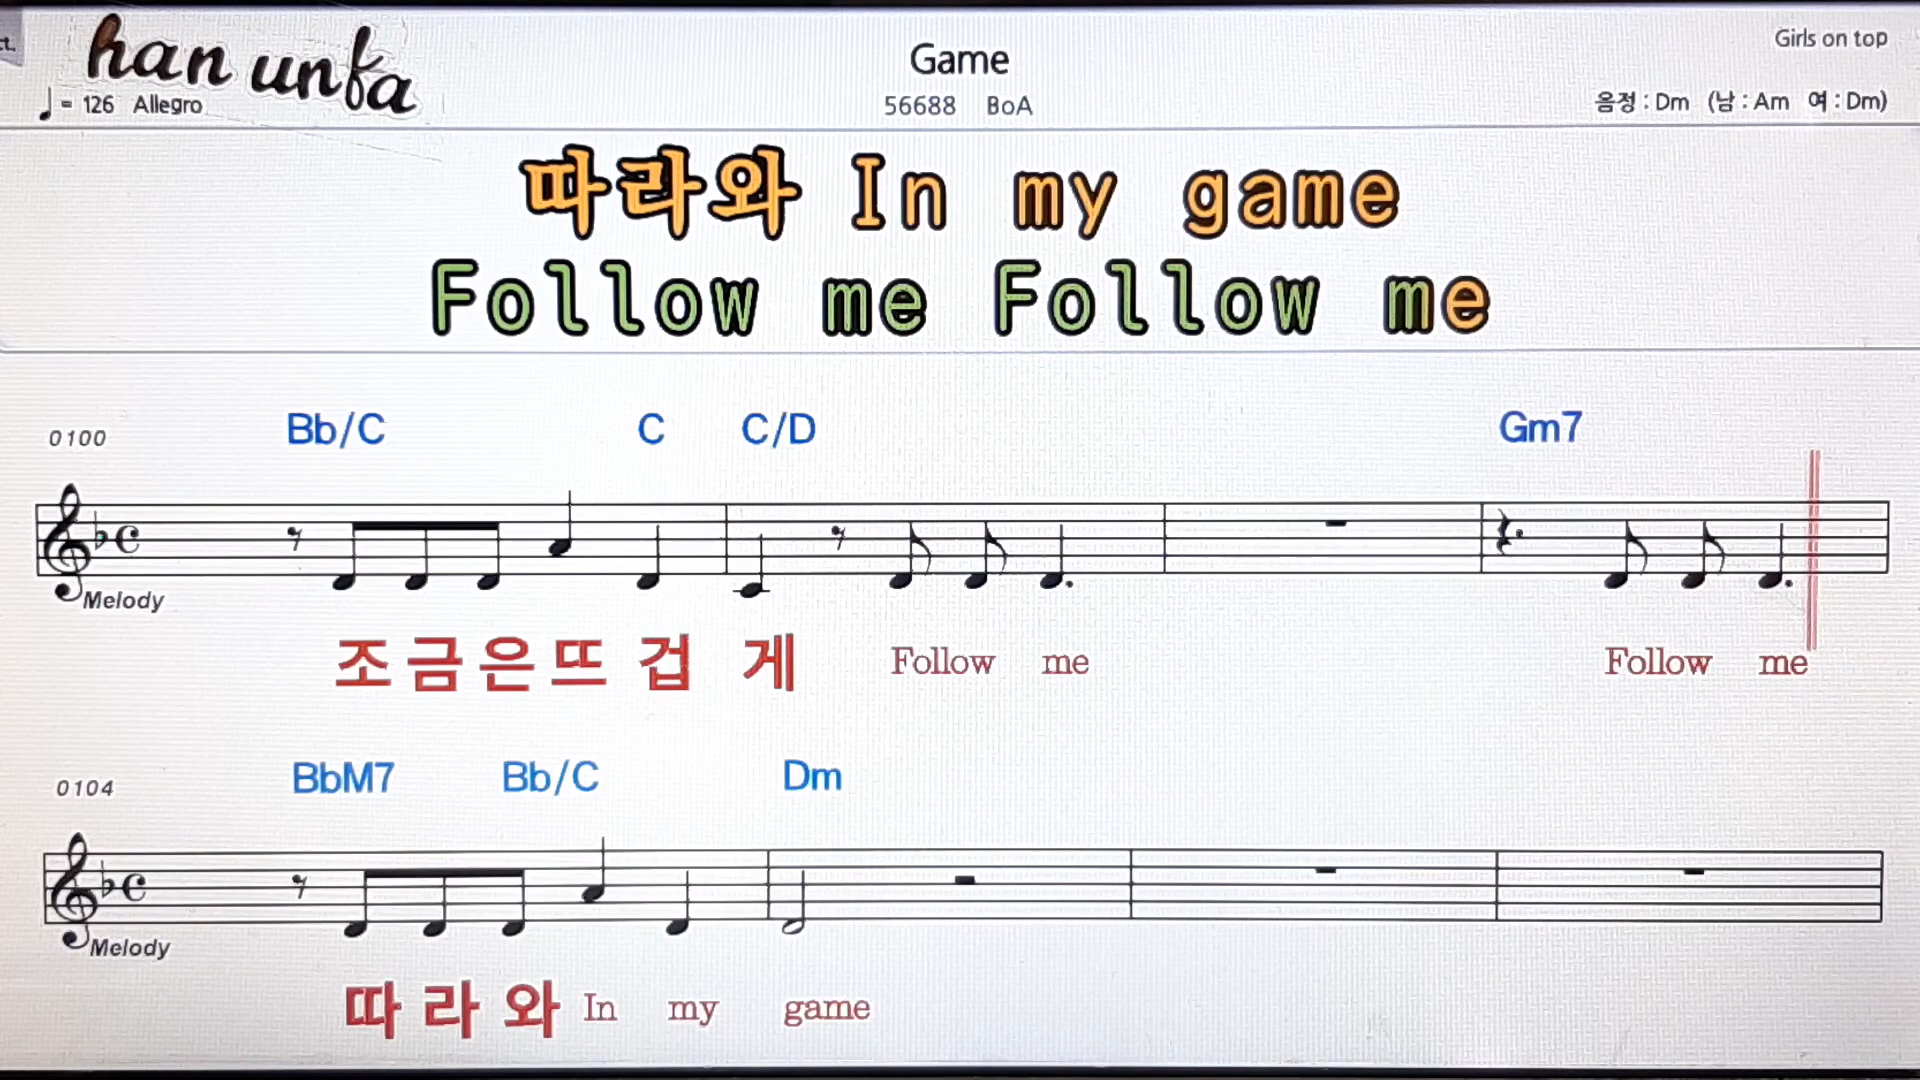 ct.
han unfa
Game
Girls on top
♩ = 126 Allegro
56688 BoA
음정 : Dm (남 : Am 여 : Dm)
따라와 In my game
Follow me Follow me
0100 Bb/C C C/D Gm7
Melody
조금은뜨겁게 Follow me Follow me
0104 BbM7 Bb/C Dm
Melody
따라와 In my game